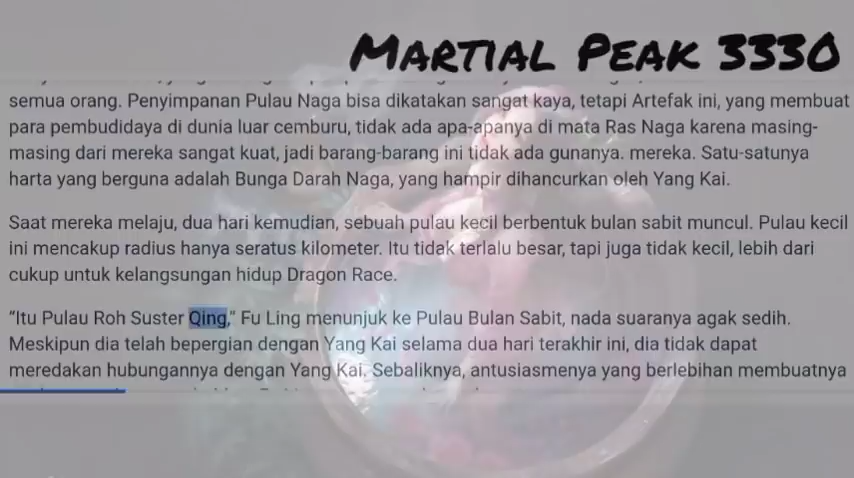 MARTIAL PEAK 3330
semua orang. Penyimpanan Pulau Naga bisa dikatakan sangat kaya, tetapi Artefak ini, yang membuat
para pembudidaya di dunia luar cemburu, tidak ada apa-apanya di mata Ras Naga karena masing-
masing dari mereka sangat kuat, jadi barang-barang ini tidak ada gunanya. mereka. Satu-satunya
harta yang berguna adalah Bunga Darah Naga, yang hampir dihancurkan oleh Yang Kai.
Saat mereka melaju, dua hari kemudian, sebuah pulau kecil berbentuk bulan sabit muncul. Pulau kecil
ini mencakup radius hanya seratus kilometer. Itu tidak terlalu besar, tapi juga tidak kecil, lebih dari
cukup untuk kelangsungan hidup Dragon Race.
“Itu Pulau Roh Suster Qing,” Fu Ling menunjuk ke Pulau Bulan Sabit, nada suaranya agak sedih.
Meskipun dia telah bepergian dengan Yang Kai selama dua hari terakhir ini, dia tidak dapat
meredakan hubungannya dengan Yang Kai. Sebaliknya, antusiasmenya yang berlebihan membuatnya